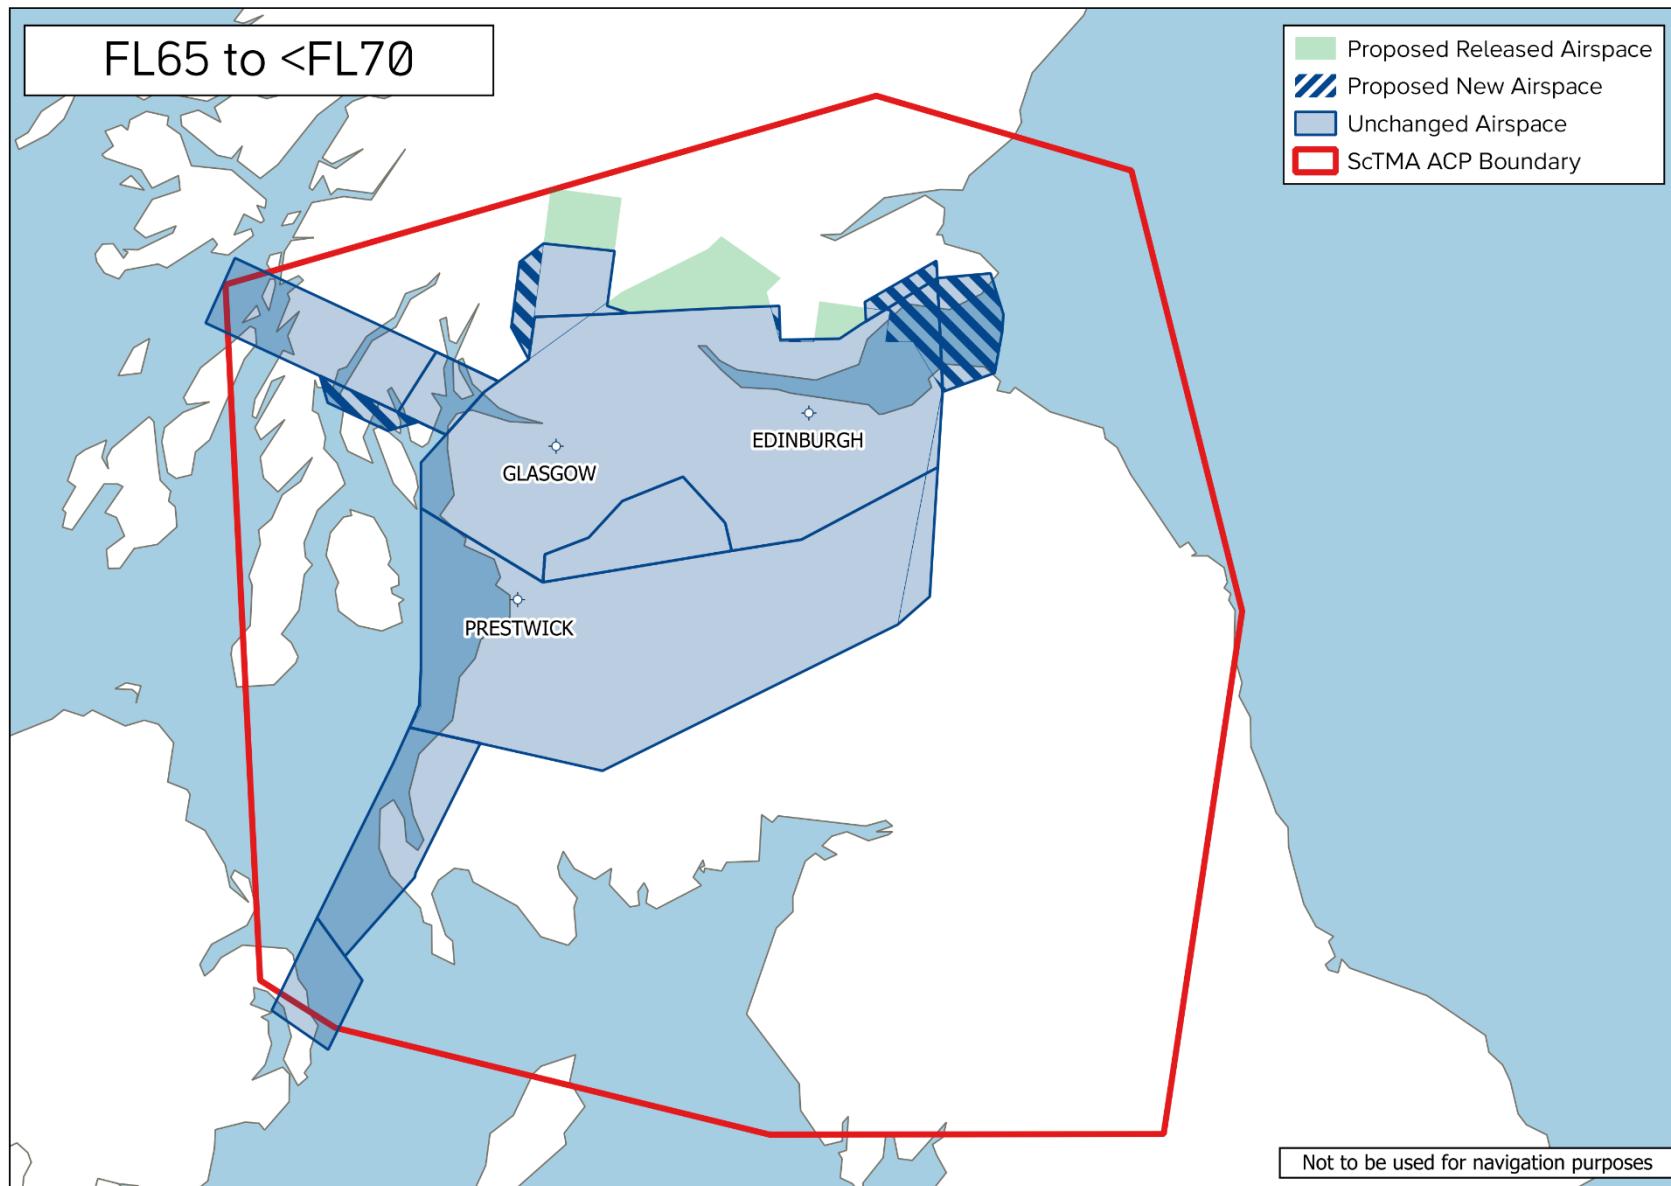 FL65 to <FL70
Proposed Released Airspace
Proposed New Airspace
Unchanged Airspace
ScTMA ACP Boundary
EDINBURGH
GLASGOW
PRESTWICK
Not to be used for navigation purposes